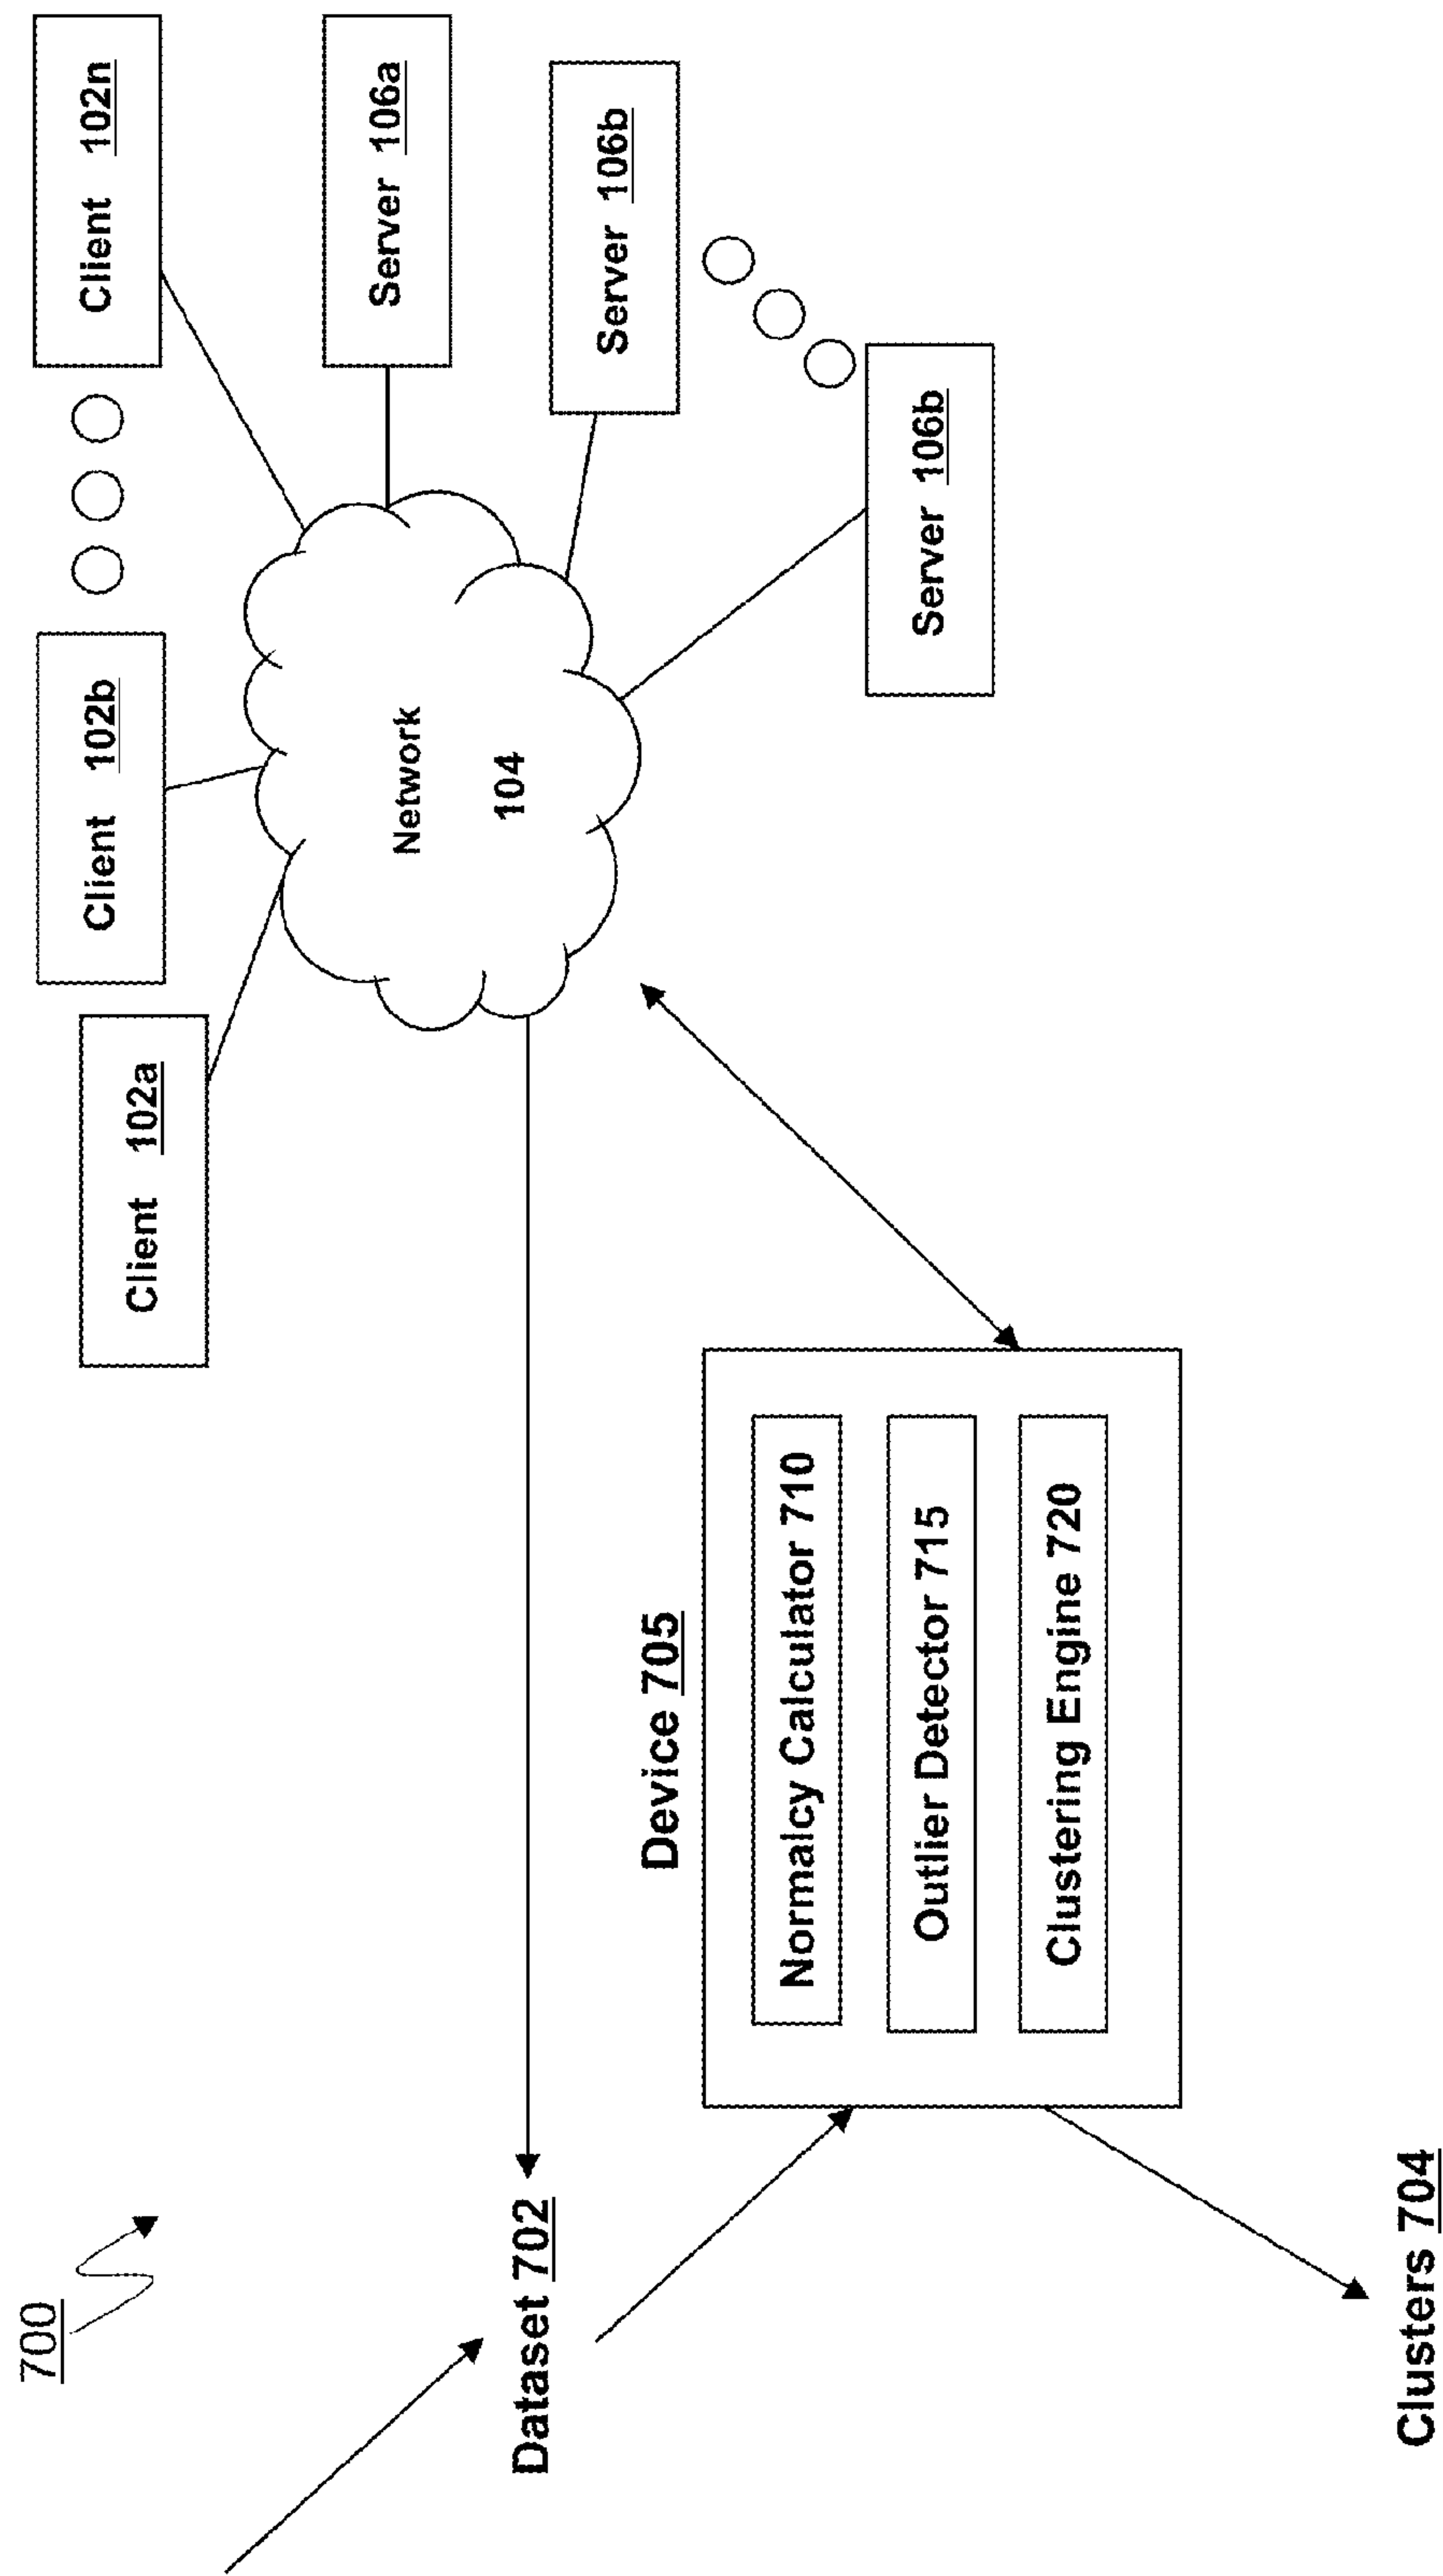 700
Client 102a
Client 102b
Client 102n
Network
104
Server 106a
Server 106b
Server 106b
Dataset 702
Device 705
Normalcy Calculator 710
Outlier Detector 715
Clustering Engine 720
Clusters 704